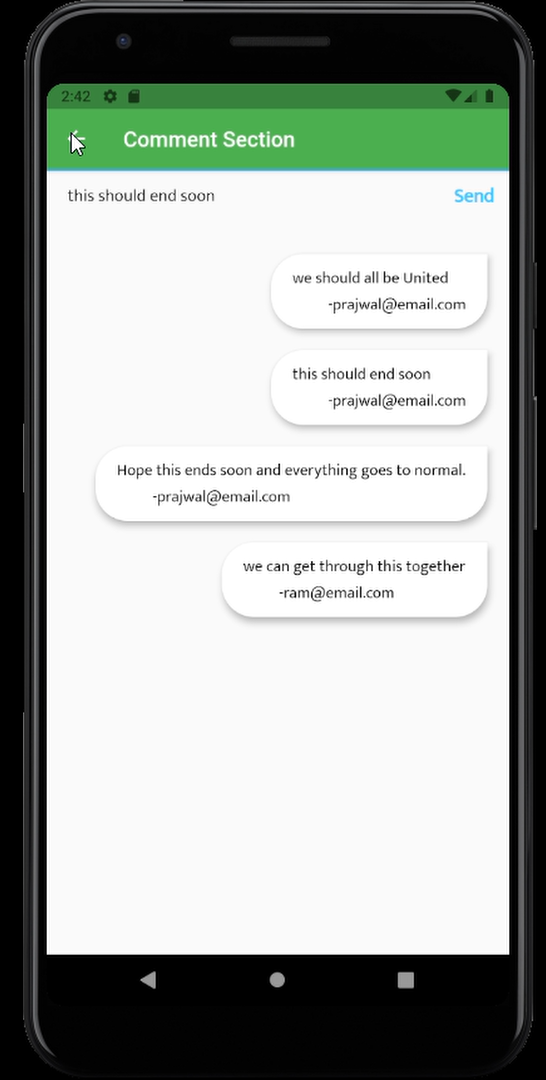 2:42
Comment Section
this should end soon Send
we should all be United
-prajwal@email.com
this should end soon
-prajwal@email.com
Hope this ends soon and everything goes to normal.
-prajwal@email.com
we can get through this together
-ram@email.com